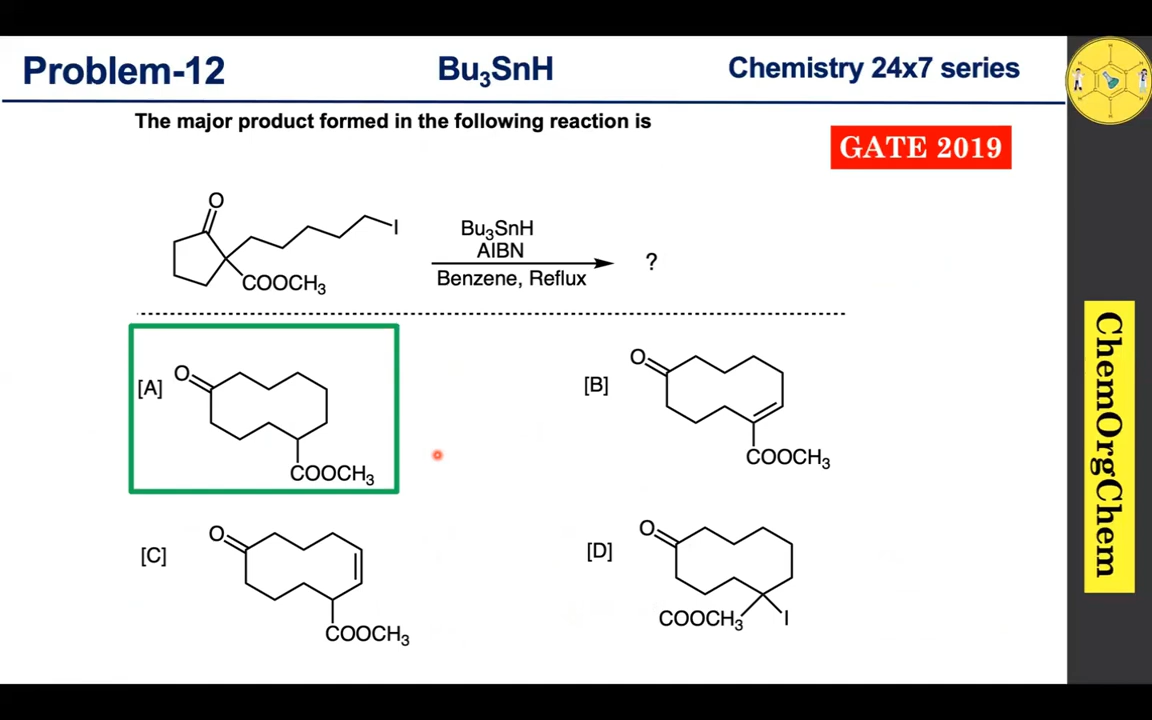 Problem-12
Bu₃SnH
Chemistry 24x7 series
The major product formed in the following reaction is
GATE 2019
O
I
COOCH₃
Bu₃SnH
AIBN
Benzene, Reflux
?
[A]
O
COOCH₃
[B]
O
COOCH₃
[C]
O
COOCH₃
[D]
O
COOCH₃
I
ChemOrgChem